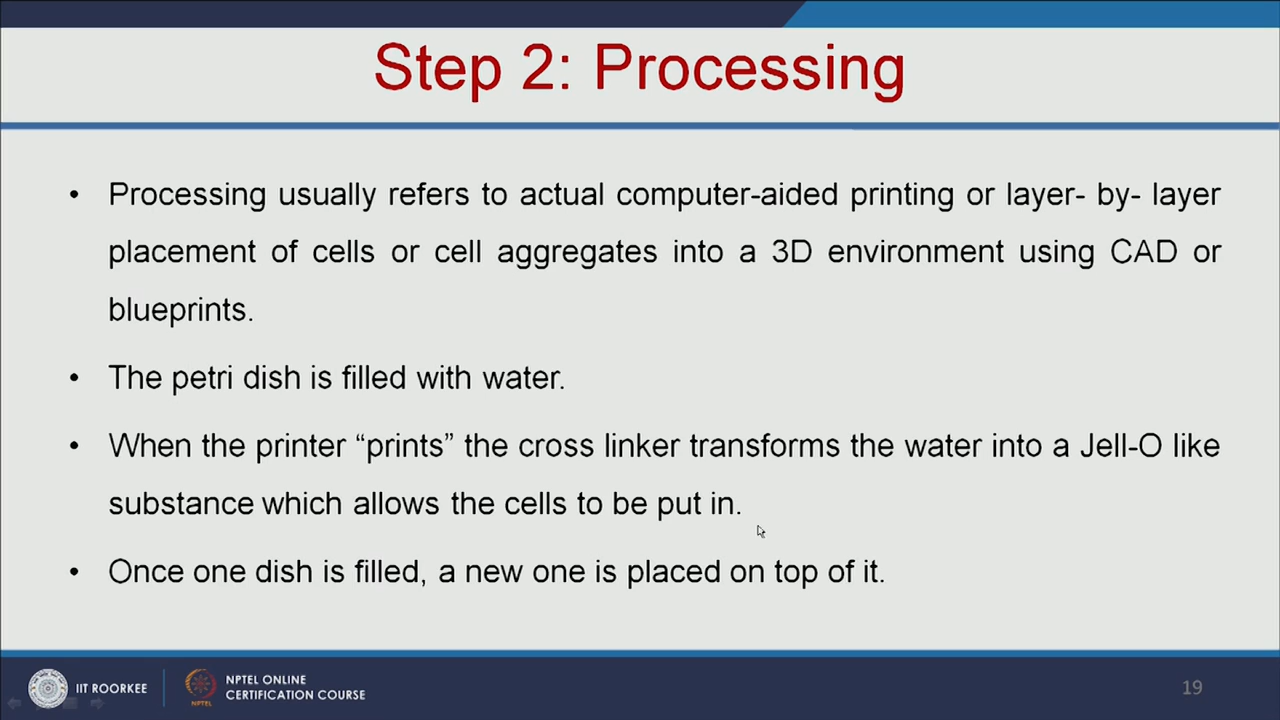 Step 2: Processing
• Processing usually refers to actual computer-aided printing or layer- by- layer
placement of cells or cell aggregates into a 3D environment using CAD or
blueprints.
• The petri dish is filled with water.
• When the printer “prints” the cross linker transforms the water into a Jell-O like
substance which allows the cells to be put in.
• Once one dish is filled, a new one is placed on top of it.
IIT ROORKEE
NPTEL
NPTEL ONLINE
CERTIFICATION COURSE
19